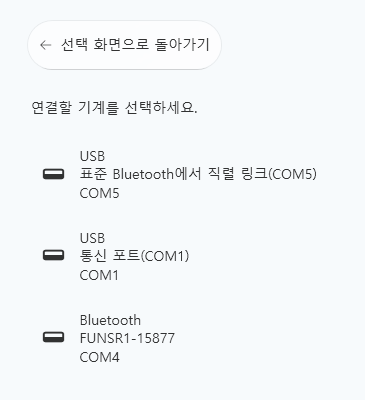 ← 선택 화면으로 돌아가기
연결할 기계를 선택하세요.
USB
표준 Bluetooth에서 직렬 링크(COM5)
COM5
USB
통신 포트(COM1)
COM1
Bluetooth
FUNSR1-15877
COM4